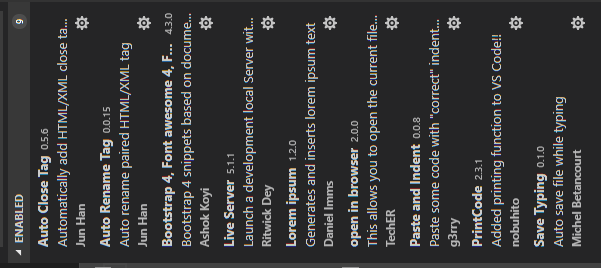 ENABLED 9
Auto Close Tag 0.5.6
Automatically add HTML/XML close ta...
Jun Han
Auto Rename Tag 0.0.15
Auto rename paired HTML/XML tag
Jun Han
Bootstrap 4, Font awesome 4, F... 4.3.0
Bootstrap 4 snippets based on docume...
Ashok Koyi
Live Server 5.1.1
Launch a development local Server wit...
Ritwick Dey
Lorem ipsum 1.2.0
Generates and inserts lorem ipsum text
Daniel Imms
open in browser 2.0.0
This allows you to open the current file...
TechER
Paste and Indent 0.0.8
Paste some code with "correct" indent...
g3rry
PrintCode 2.3.1
Added printing function to VS Code!!
nobuhito
Save Typing 0.1.0
Auto save file while typing
Michel Betancourt